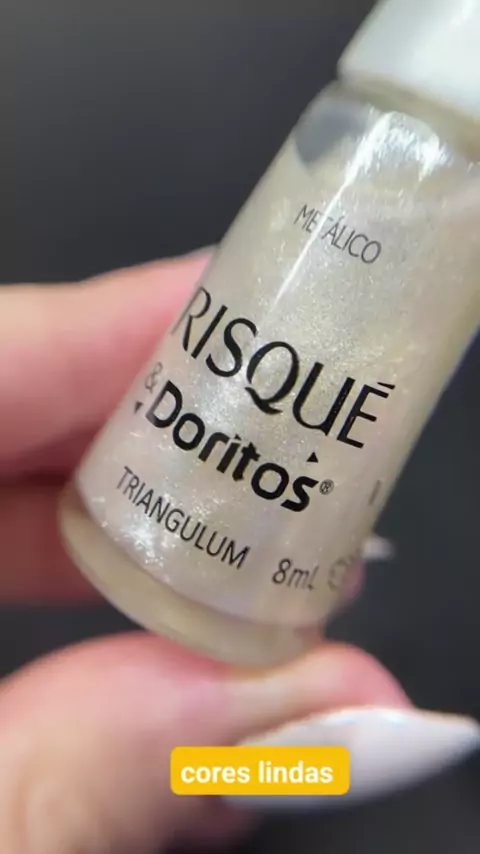 METÁLICO
RISQUÉ
& Doritos®
TRIANGULUM 8mL
cores lindas